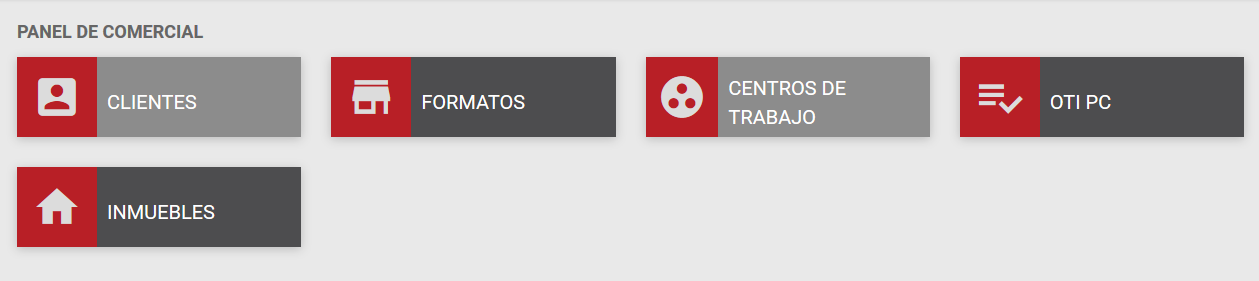 PANEL DE COMERCIAL
CLIENTES
FORMATOS
CENTROS DE
TRABAJO
OTI PC
INMUEBLES